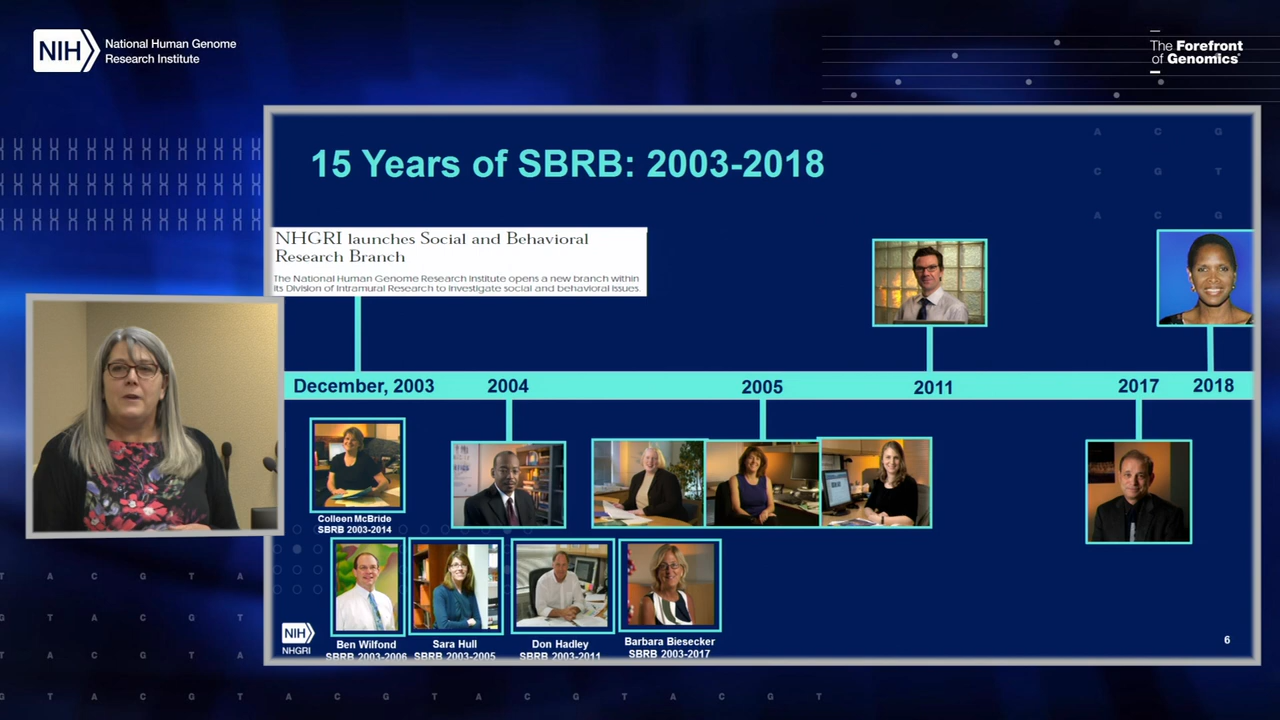 NIH
National Human Genome
Research Institute
The Forefront
of Genomics®
15 Years of SBRB: 2003-2018
A C G
C G T
A C G
NHGRI launches Social and Behavioral
Research Branch
The National Human Genome Research Institute opens a new branch within
its Division of Intramural Research to investigate social and behavioral issues.
December, 2003
2004
2005
2011
2017
2018
Colleen McBride
SBRB 2003-2014
Ben Wilfond
SBRB 2003-2006
Sara Hull
SBRB 2003-2005
Don Hadley
SBRB 2003-2011
Barbara Biesecker
SBRB 2003-2017
NIH
NHGRI
6
T A C G T A
G T A C G T
T A C G T A
G T A C G T A C G T A C G T